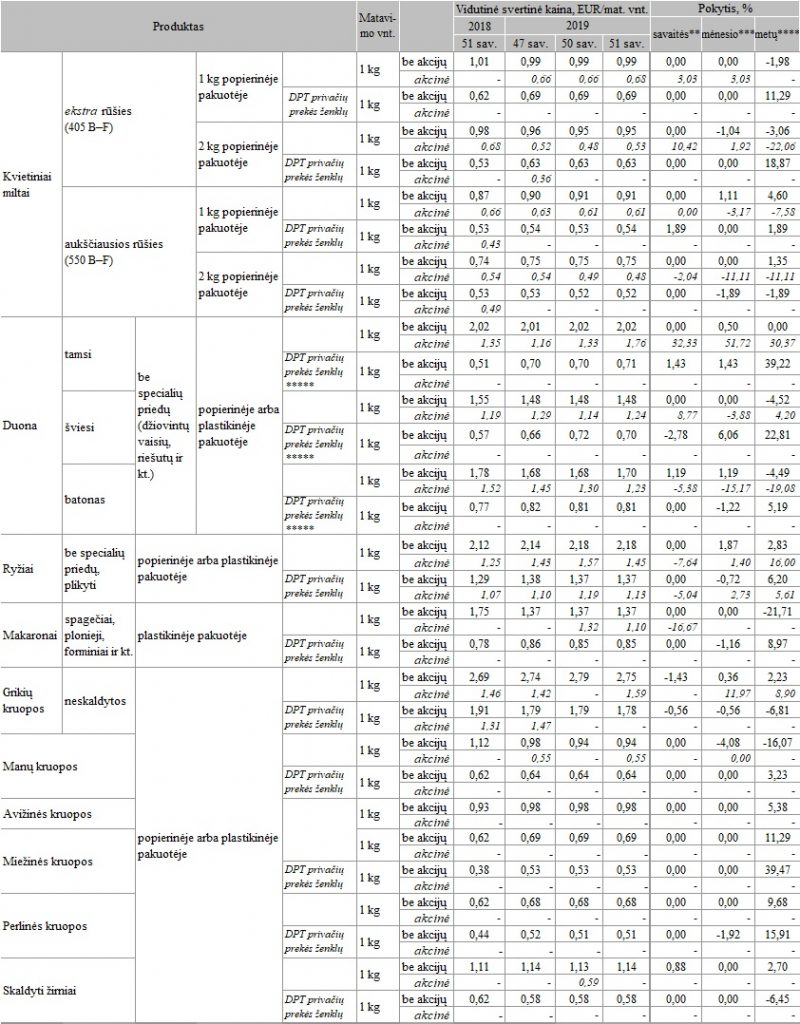 Produktas Matavi- Vidutinė svertinė kaina, EUR/mat. vnt. Pokytis, %
mo vnt. 2018 2019 savaitės** mėnesio*** metų****
51 sav. 47 sav. 50 sav. 51 sav.
Kvietiniai miltai ekstra rūšies (405 B–F) 1 kg popierinėje pakuotėje 1 kg be akcijų 1,01 0,99 0,99 0,99 0,00 0,00 -1,98
akcinė - 0,66 0,66 0,68 3,03 3,03 -
DPT privačių prekės ženklų 1 kg be akcijų 0,62 0,69 0,69 0,69 0,00 0,00 11,29
akcinė - - - - - - -
2 kg popierinėje pakuotėje 1 kg be akcijų 0,98 0,96 0,95 0,95 0,00 -1,04 -3,06
akcinė 0,68 0,52 0,48 0,53 10,42 1,92 -22,06
DPT privačių prekės ženklų 1 kg be akcijų 0,53 0,63 0,63 0,63 0,00 0,00 18,87
akcinė - 0,36 - - - - -
aukščiausios rūšies (550 B–F) 1 kg popierinėje pakuotėje 1 kg be akcijų 0,87 0,90 0,91 0,91 0,00 1,11 4,60
akcinė 0,66 0,63 0,61 0,61 0,00 -3,17 -7,58
DPT privačių prekės ženklų 1 kg be akcijų 0,53 0,54 0,53 0,54 1,89 0,00 1,89
akcinė 0,43 - - - - - -
2 kg popierinėje pakuotėje 1 kg be akcijų 0,74 0,75 0,75 0,75 0,00 0,00 1,35
akcinė 0,54 0,54 0,49 0,48 -2,04 -11,11 -11,11
DPT privačių prekės ženklų 1 kg be akcijų 0,53 0,53 0,52 0,52 0,00 -1,89 -1,89
akcinė 0,49 - - - - - -
Duona tamsi be specialių priedų (džiovintų vaisių, riešutų ir kt.) popierinėje arba plastikinėje pakuotėje 1 kg be akcijų 2,02 2,01 2,02 2,02 0,00 0,50 0,00
akcinė 1,35 1,16 1,33 1,76 32,33 51,72 30,37
DPT privačių prekės ženklų ***** 1 kg be akcijų 0,51 0,70 0,70 0,71 1,43 1,43 39,22
akcinė - - - - - - -
šviesi 1 kg be akcijų 1,55 1,48 1,48 1,48 0,00 0,00 -4,52
akcinė 1,19 1,29 1,14 1,24 8,77 -3,88 4,20
DPT privačių prekės ženklų ***** 1 kg be akcijų 0,57 0,66 0,72 0,70 -2,78 6,06 22,81
akcinė - - - - - - -
batonas 1 kg be akcijų 1,78 1,68 1,68 1,70 1,19 1,19 -4,49
akcinė 1,52 1,45 1,30 1,23 -5,38 -15,17 -19,08
DPT privačių prekės ženklų ***** 1 kg be akcijų 0,77 0,82 0,81 0,81 0,00 -1,22 5,19
akcinė - - - - - - -
Ryžiai be specialių priedų, plikyti popierinėje arba plastikinėje pakuotėje 1 kg be akcijų 2,12 2,14 2,18 2,18 0,00 1,87 2,83
akcinė 1,25 1,43 1,57 1,45 -7,64 1,40 16,00
DPT privačių prekės ženklų 1 kg be akcijų 1,29 1,38 1,37 1,37 0,00 -0,72 6,20
akcinė 1,07 1,10 1,19 1,13 -5,04 2,73 5,61
Makaronai spagečiai, plonieji, forminiai ir kt. plastikinėje pakuotėje 1 kg be akcijų 1,75 1,37 1,37 1,37 0,00 0,00 -21,71
akcinė - - 1,32 1,10 -16,67 - -
DPT privačių prekės ženklų 1 kg be akcijų 0,78 0,86 0,85 0,85 0,00 -1,16 8,97
akcinė - - - - - - -
Grikių kruopos neskaldytos popierinėje arba plastikinėje pakuotėje 1 kg be akcijų 2,69 2,74 2,79 2,75 -1,43 0,36 2,23
akcinė 1,46 1,42 - 1,59 - 11,97 8,90
DPT privačių prekės ženklų 1 kg be akcijų 1,91 1,79 1,79 1,78 -0,56 -0,56 -6,81
akcinė 1,31 1,47 - - - - -
Manų kruopos 1 kg be akcijų 1,12 0,98 0,94 0,94 0,00 -4,08 -16,07
akcinė - 0,55 - 0,55 - 0,00 -
DPT privačių prekės ženklų 1 kg be akcijų 0,62 0,64 0,64 0,64 0,00 0,00 3,23
akcinė - - - - - - -
Avižinės kruopos 1 kg be akcijų 0,93 0,98 0,98 0,98 0,00 0,00 5,38
akcinė - - - - - - -
Miežinės kruopos 1 kg be akcijų 0,62 0,69 0,69 0,69 0,00 0,00 11,29
akcinė - - - - - - -
DPT privačių prekės ženklų 1 kg be akcijų 0,38 0,53 0,53 0,53 0,00 0,00 39,47
akcinė - - - - - - -
Perlinės kruopos 1 kg be akcijų 0,62 0,68 0,68 0,68 0,00 0,00 9,68
akcinė - - - - - - -
DPT privačių prekės ženklų 1 kg be akcijų 0,44 0,52 0,51 0,51 0,00 -1,92 15,91
akcinė - - - - - - -
Skaldyti žirniai 1 kg be akcijų 1,11 1,14 1,13 1,14 0,88 0,00 2,70
akcinė - - 0,59 - - - -
DPT privačių prekės ženklų 1 kg be akcijų 0,62 0,58 0,58 0,58 0,00 0,00 -6,45
akcinė - - - - - - -